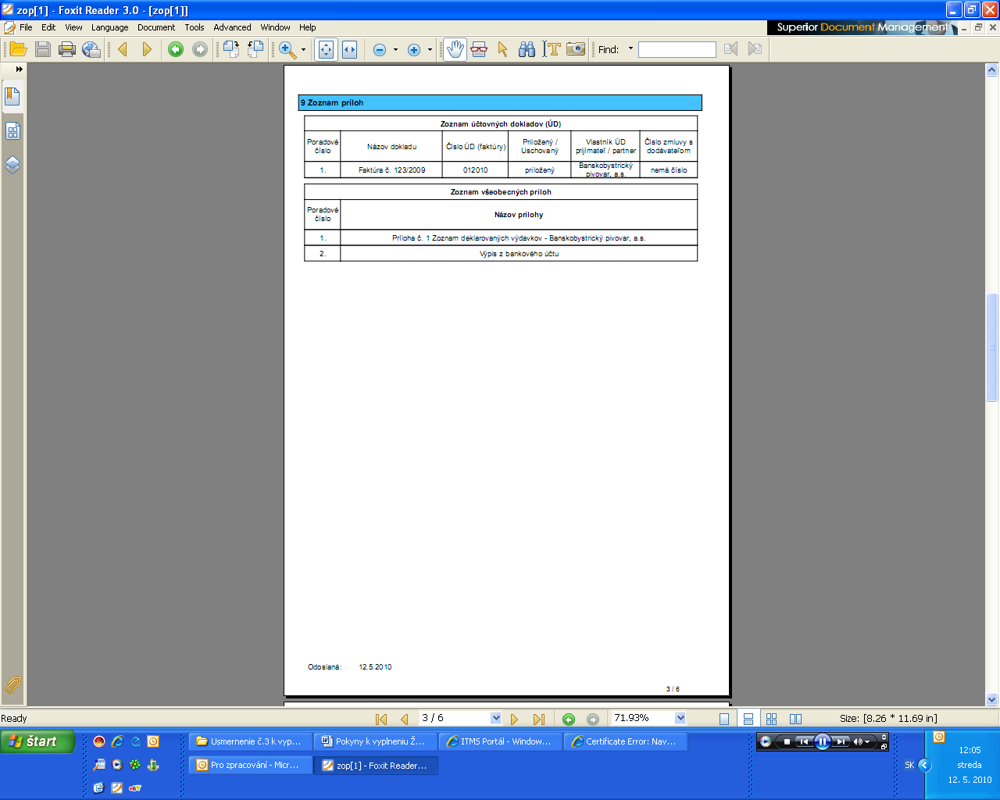 zop[1] - Foxit Reader 3.0 - [zop[1]]
File Edit View Language Document Tools Advanced Window Help
Superior Document Management
Find:
9 Zoznam príloh
Zoznam účtovných dokladov (ÚD)
Poradové číslo
Názov dokladu
Číslo ÚD (faktúry)
Priložený / Uschovaný
Vlastník ÚD prijímateľ / partner
Číslo zmluvy s dodávateľom
1. Faktúra č. 123/2009 012010 priložený Banskobystrický pivovar, a.s. nemá číslo
Zoznam všeobecných príloh
Poradové číslo
Názov prílohy
1. Príloha č. 1 Zoznam deklarovaných výdavkov - Banskobystrický pivovar, a.s.
2. Výpis z bankového účtu
Odoslaná: 12.5.2010
3 / 6
Ready
3 / 6
71.93%
Size: [8.26 * 11.69 in]
štart
Usmernenie č.3 k vyp...
Pokyny k vyplneniu Ž...
ITMS Portál - Window...
Certificate Error: Nav...
Pro zpracování - Micr...
zop[1] - Foxit Reader...
SK
12:05
streda
12. 5. 2010